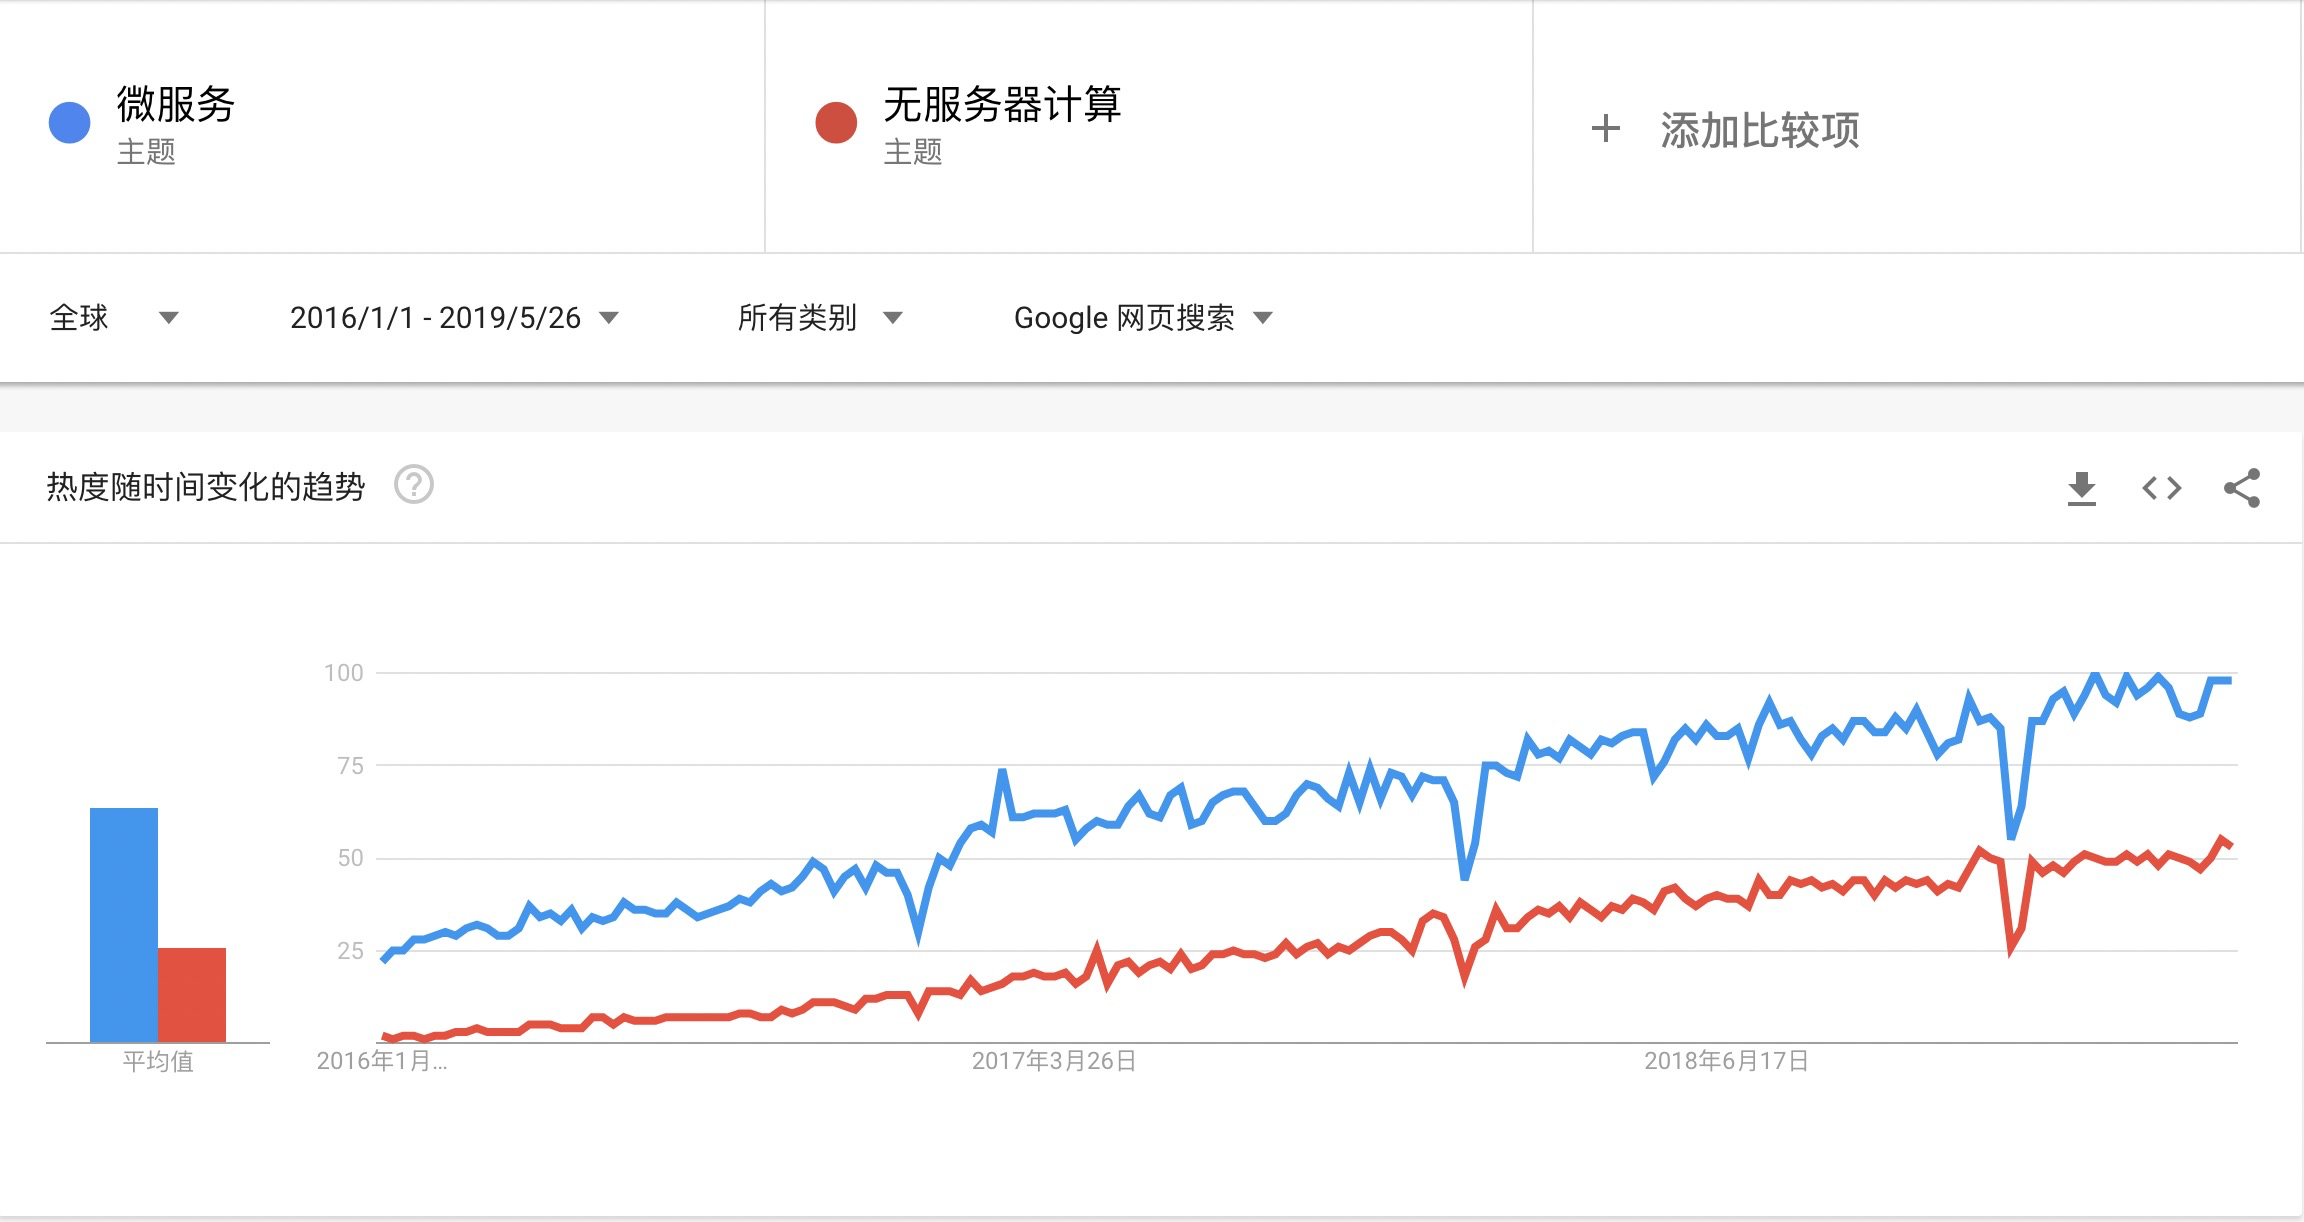 微服务
主题
无服务器计算
主题
+ 添加比较项
全球
2016/1/1 - 2019/5/26
所有类别
Google 网页搜索
热度随时间变化的趋势 ?
100
75
50
25
平均值
2016年1月...
2017年3月26日
2018年6月17日